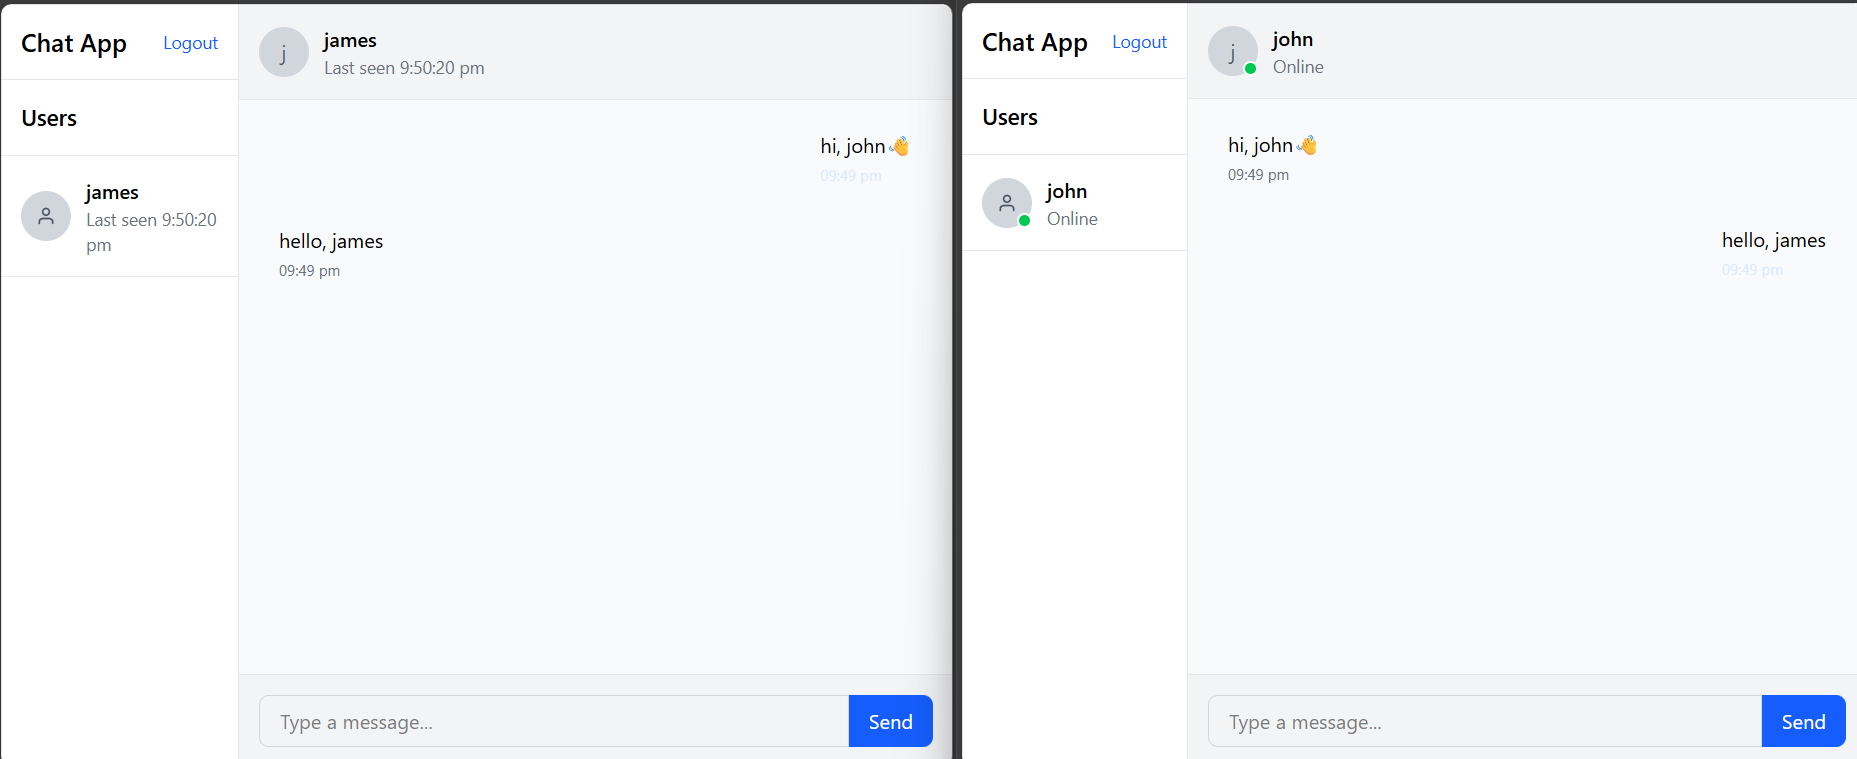 Chat App Logout
Users
james
Last seen 9:50:20
pm
j
james
Last seen 9:50:20 pm
hi, john👋
09:49 pm
hello, james
09:49 pm
Type a message...
Send
Chat App Logout
Users
john
Online
j
john
Online
hi, john👋
09:49 pm
hello, james
09:49 pm
Type a message...
Send